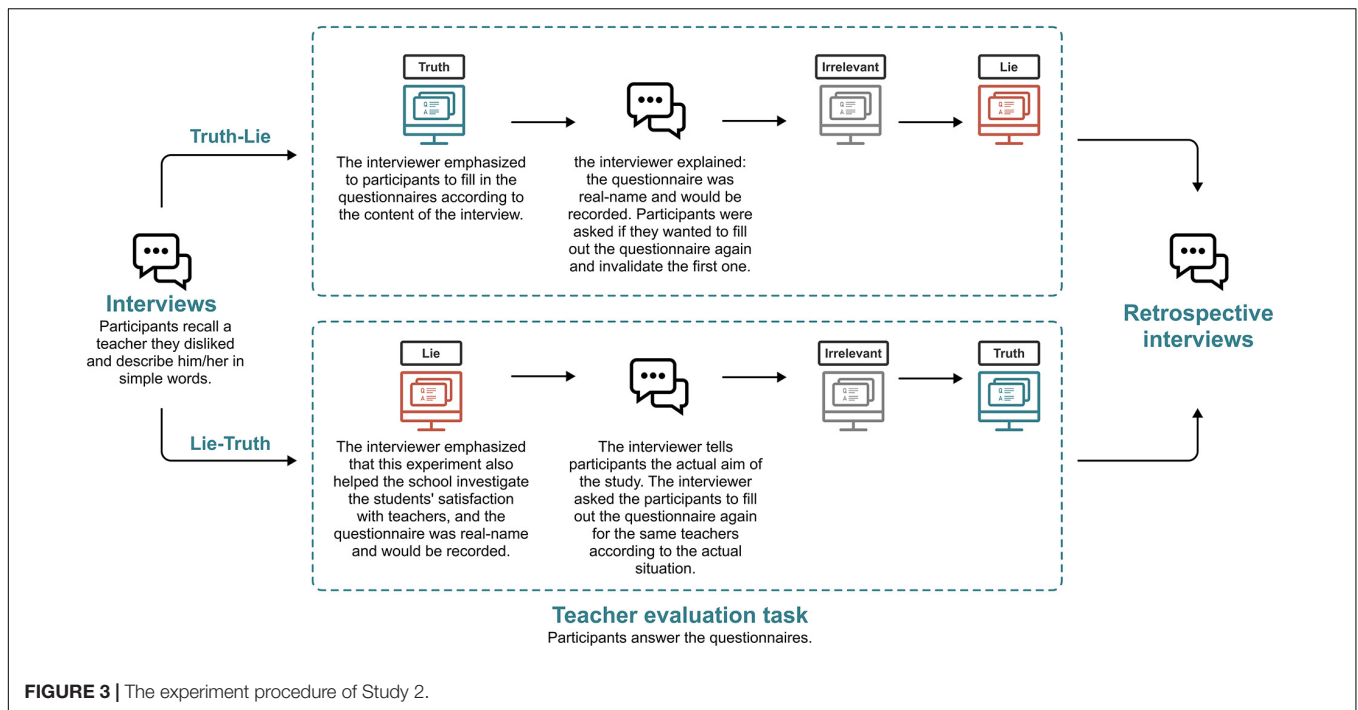 Truth
Irrelevant
Lie
Truth-Lie
The interviewer emphasized
to participants to fill in the
questionnaires according to
the content of the interview.
the interviewer explained:
the questionnaire was
real-name and would be
recorded. Participants were
asked if they wanted to fill
out the questionnaire again
and invalidate the first one.
Interviews
Participants recall a
teacher they disliked
and describe him/her in
simple words.
Retrospective
interviews
Lie
Irrelevant
Truth
Lie-Truth
The interviewer emphasized
that this experiment also
helped the school investigate
the students' satisfaction
with teachers, and the
questionnaire was real-name
and would be recorded.
The interviewer tells
participants the actual aim of
the study. The interviewer
asked the participants to fill
out the questionnaire again
for the same teachers
according to the actual
situation.
Teacher evaluation task
Participants answer the questionnaires.
FIGURE 3 | The experiment procedure of Study 2.